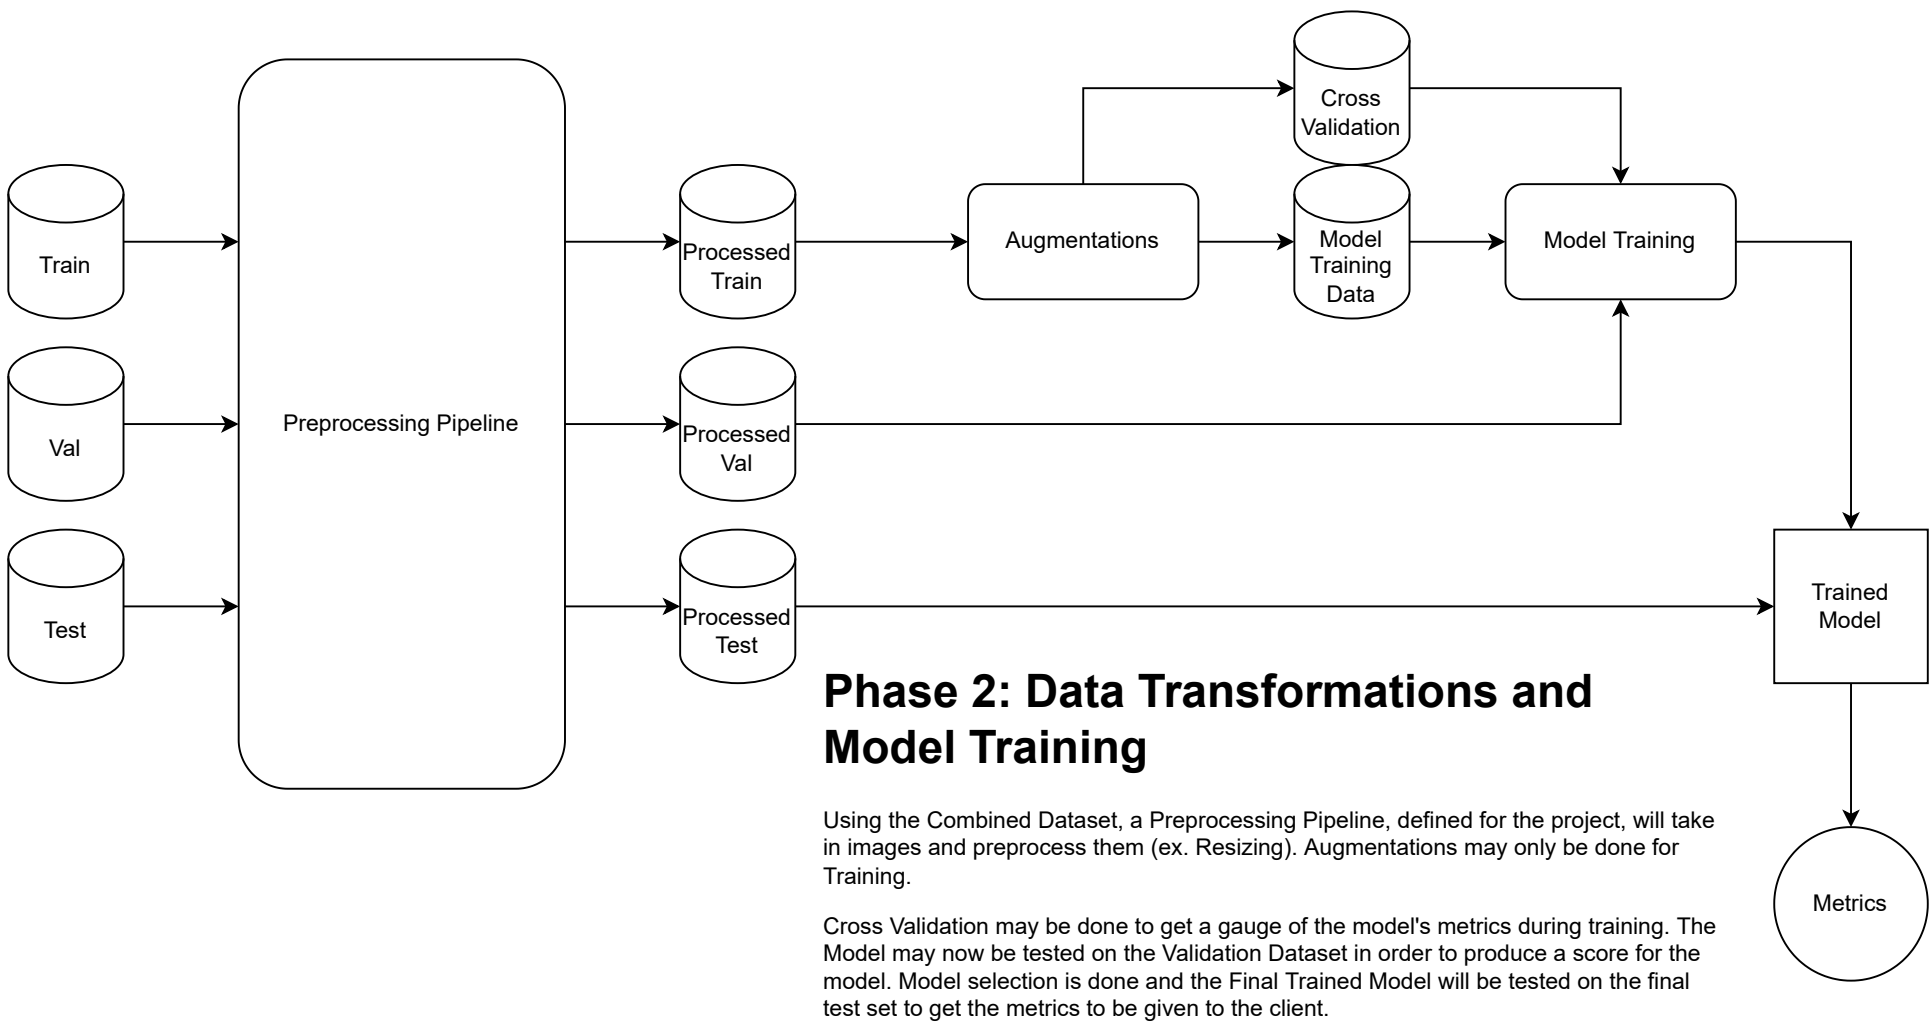 Cross
Validation
Train
Processed
Train
Augmentations
Model
Training
Data
Model Training
Val
Preprocessing Pipeline
Processed
Val
Test
Processed
Test
Trained
Model
Phase 2: Data Transformations and
Model Training
Using the Combined Dataset, a Preprocessing Pipeline, defined for the project, will take
in images and preprocess them (ex. Resizing). Augmentations may only be done for
Training.
Cross Validation may be done to get a gauge of the model's metrics during training. The
Model may now be tested on the Validation Dataset in order to produce a score for the
model. Model selection is done and the Final Trained Model will be tested on the final
test set to get the metrics to be given to the client.
Metrics